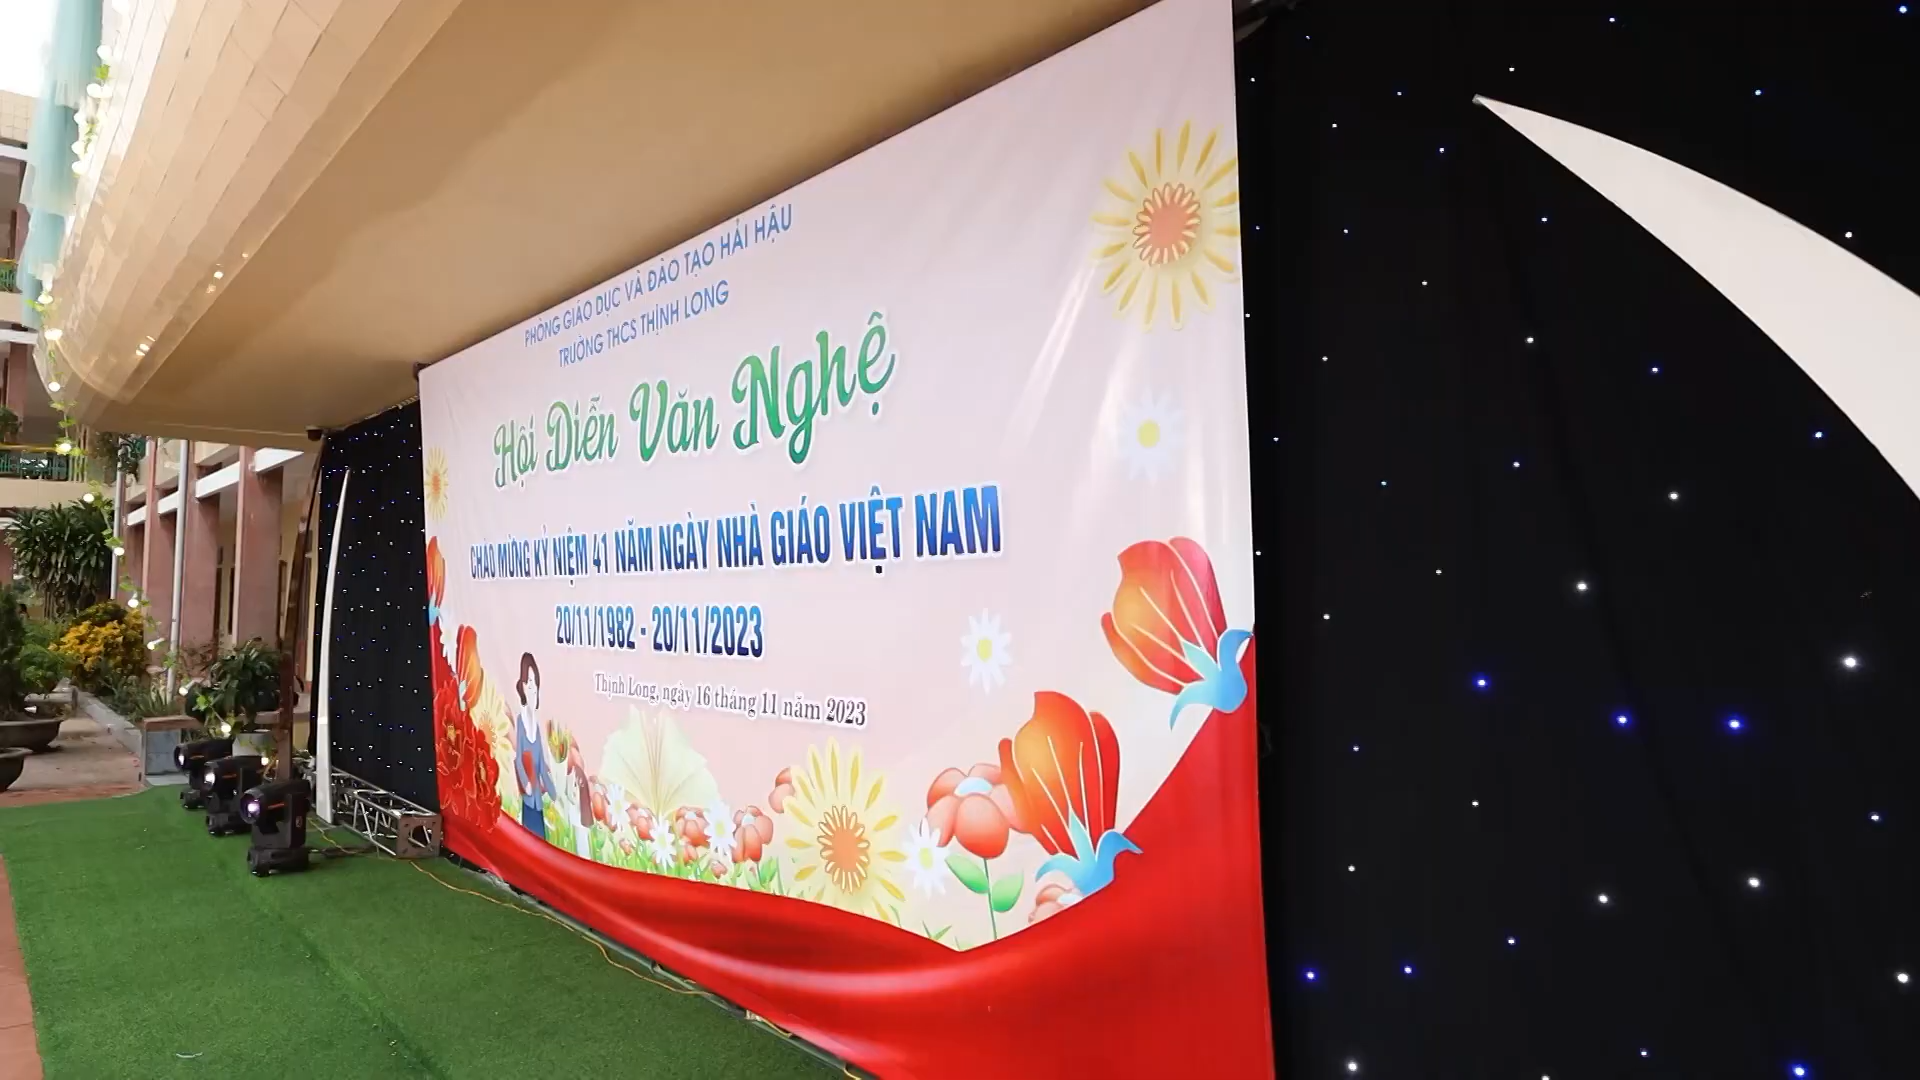 PHÒNG GIÁO DỤC VÀ ĐÀO TẠO HẢI HẬU
TRƯỜNG THCS THỊNH LONG
Hội Diễn Văn Nghệ
CHÀO MỪNG KỶ NIỆM 41 NĂM NGÀY NHÀ GIÁO VIỆT NAM
20/11/1982 - 20/11/2023
Thịnh Long, ngày 16 tháng 11 năm 2023